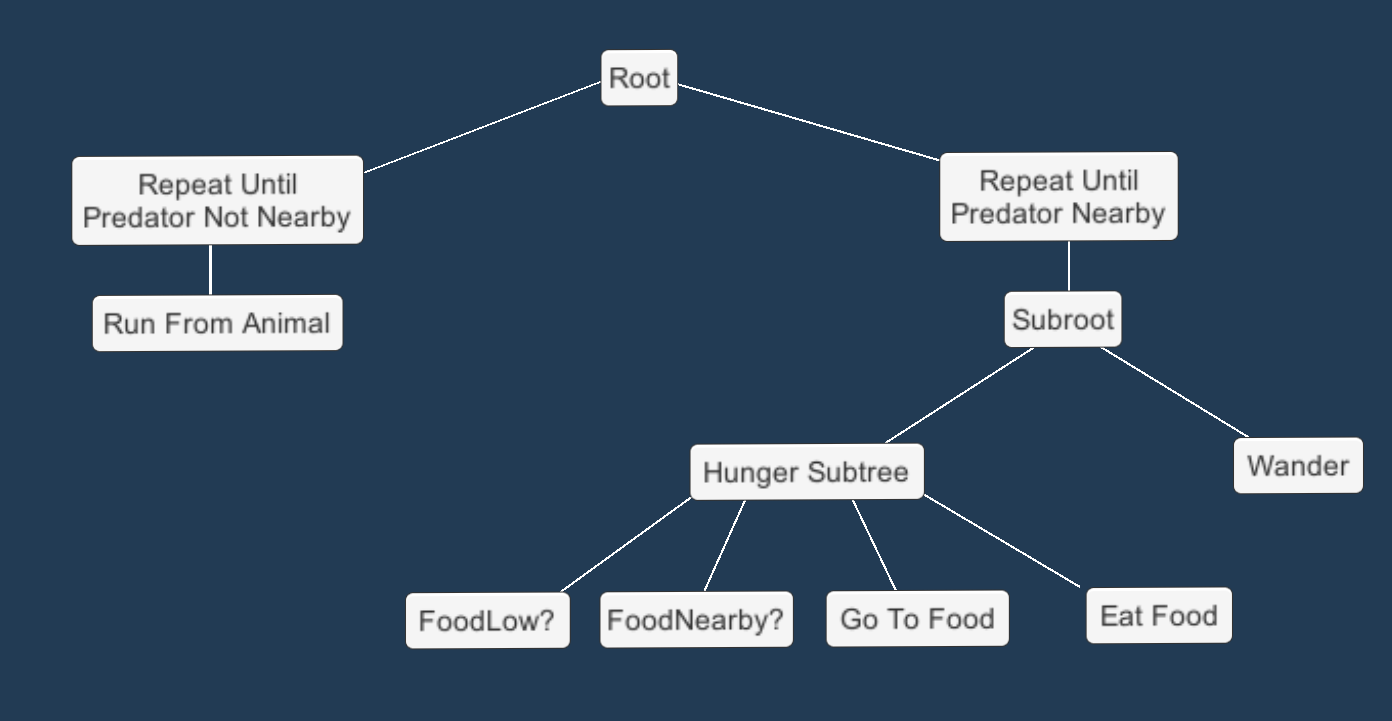 Root
Repeat Until
Predator Not Nearby
Repeat Until
Predator Nearby
Run From Animal
Subroot
Hunger Subtree
Wander
FoodLow?
FoodNearby?
Go To Food
Eat Food